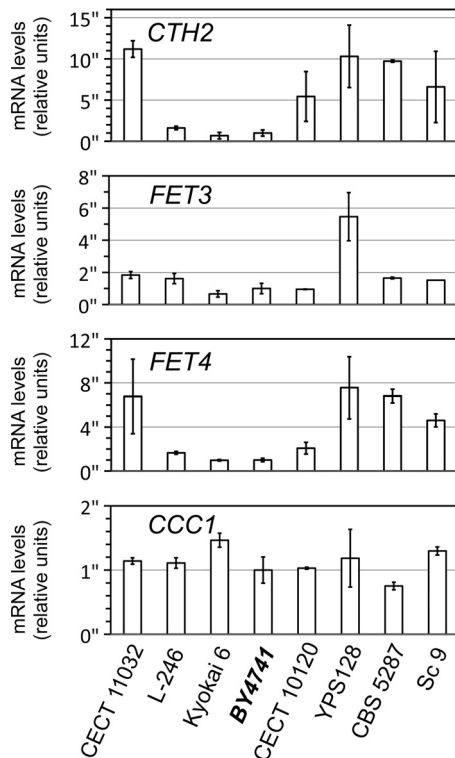 mRNA levels
(relative units)
15"
10"
5"
0"
CTH2
mRNA levels
(relative units)
8"
6"
4"
2"
0"
FET3
mRNA levels
(relative units)
12"
8"
4"
0"
FET4
mRNA levels
(relative units)
2"
1"
0"
CCC1
CECT 11032
L-246
Kyokai 6
BY4741
CECT 10120
YPS128
CBS 5287
Sc 9